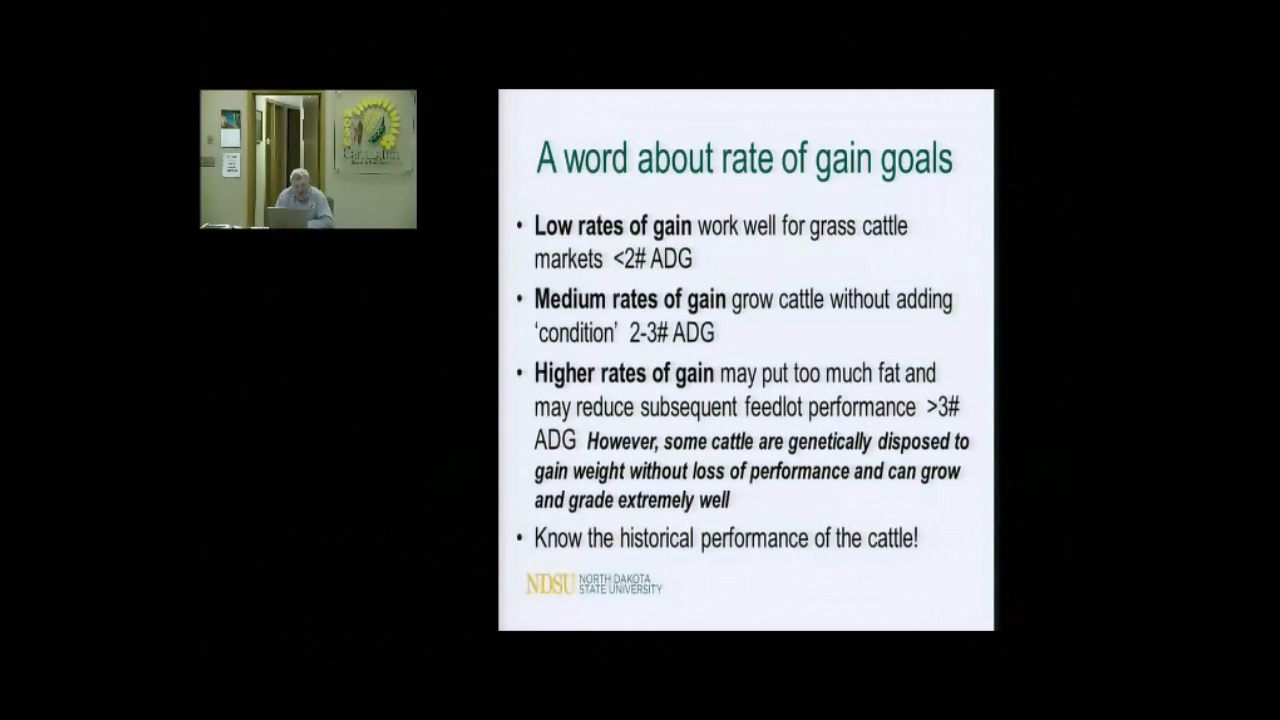 A word about rate of gain goals
• Low rates of gain work well for grass cattle
markets <2# ADG
• Medium rates of gain grow cattle without adding
‘condition’ 2-3# ADG
• Higher rates of gain may put too much fat and
may reduce subsequent feedlot performance >3#
ADG However, some cattle are genetically disposed to
gain weight without loss of performance and can grow
and grade extremely well
• Know the historical performance of the cattle!
NDSU NORTH DAKOTA
STATE UNIVERSITY